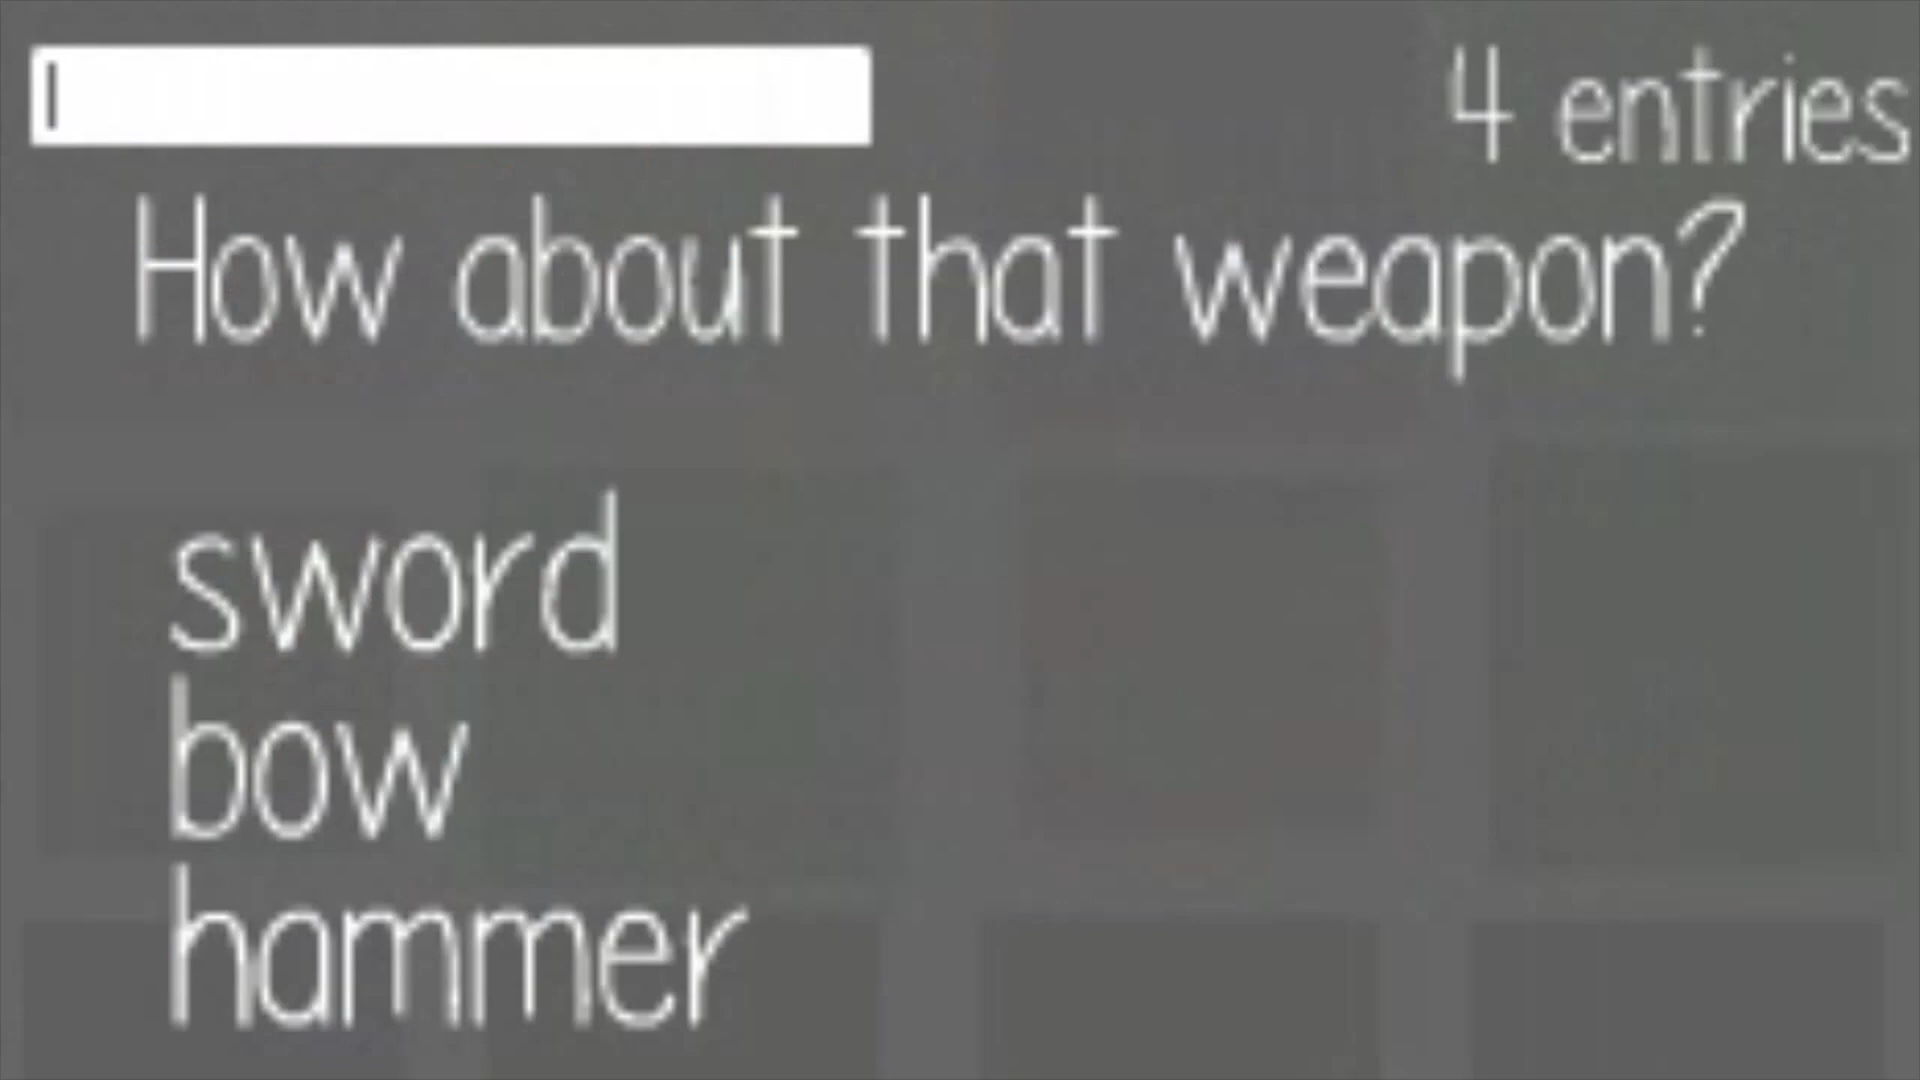 4 entries
How about that weapon?
sword
bow
hammer